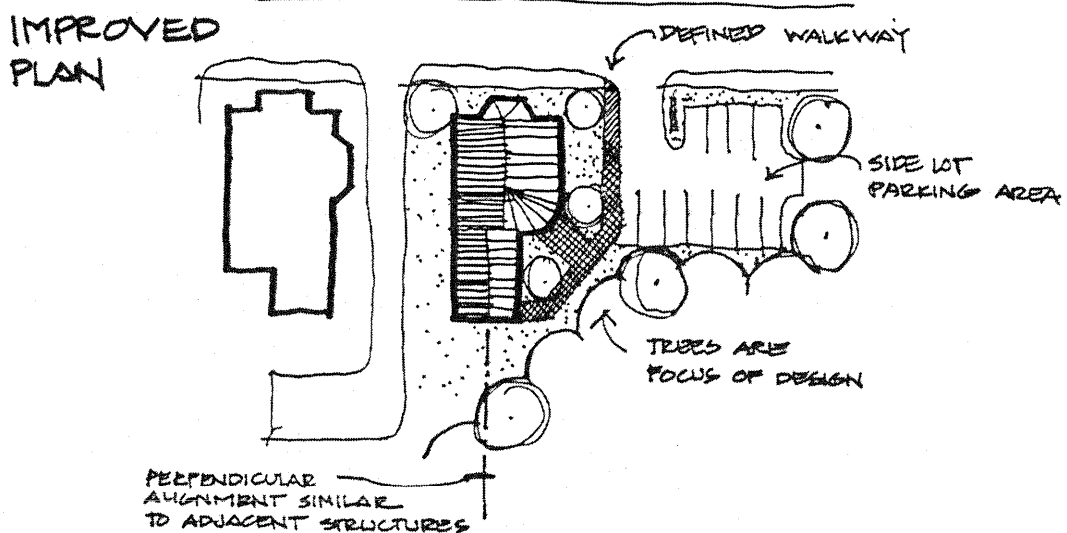 IMPROVED
PLAN
DEFINED WALKWAY
SIDE LOT
PARKING AREA
TREES ARE
FOCUS OF DESIGN
PERPENDICULAR
ALIGNMENT SIMILAR
TO ADJACENT STRUCTURES